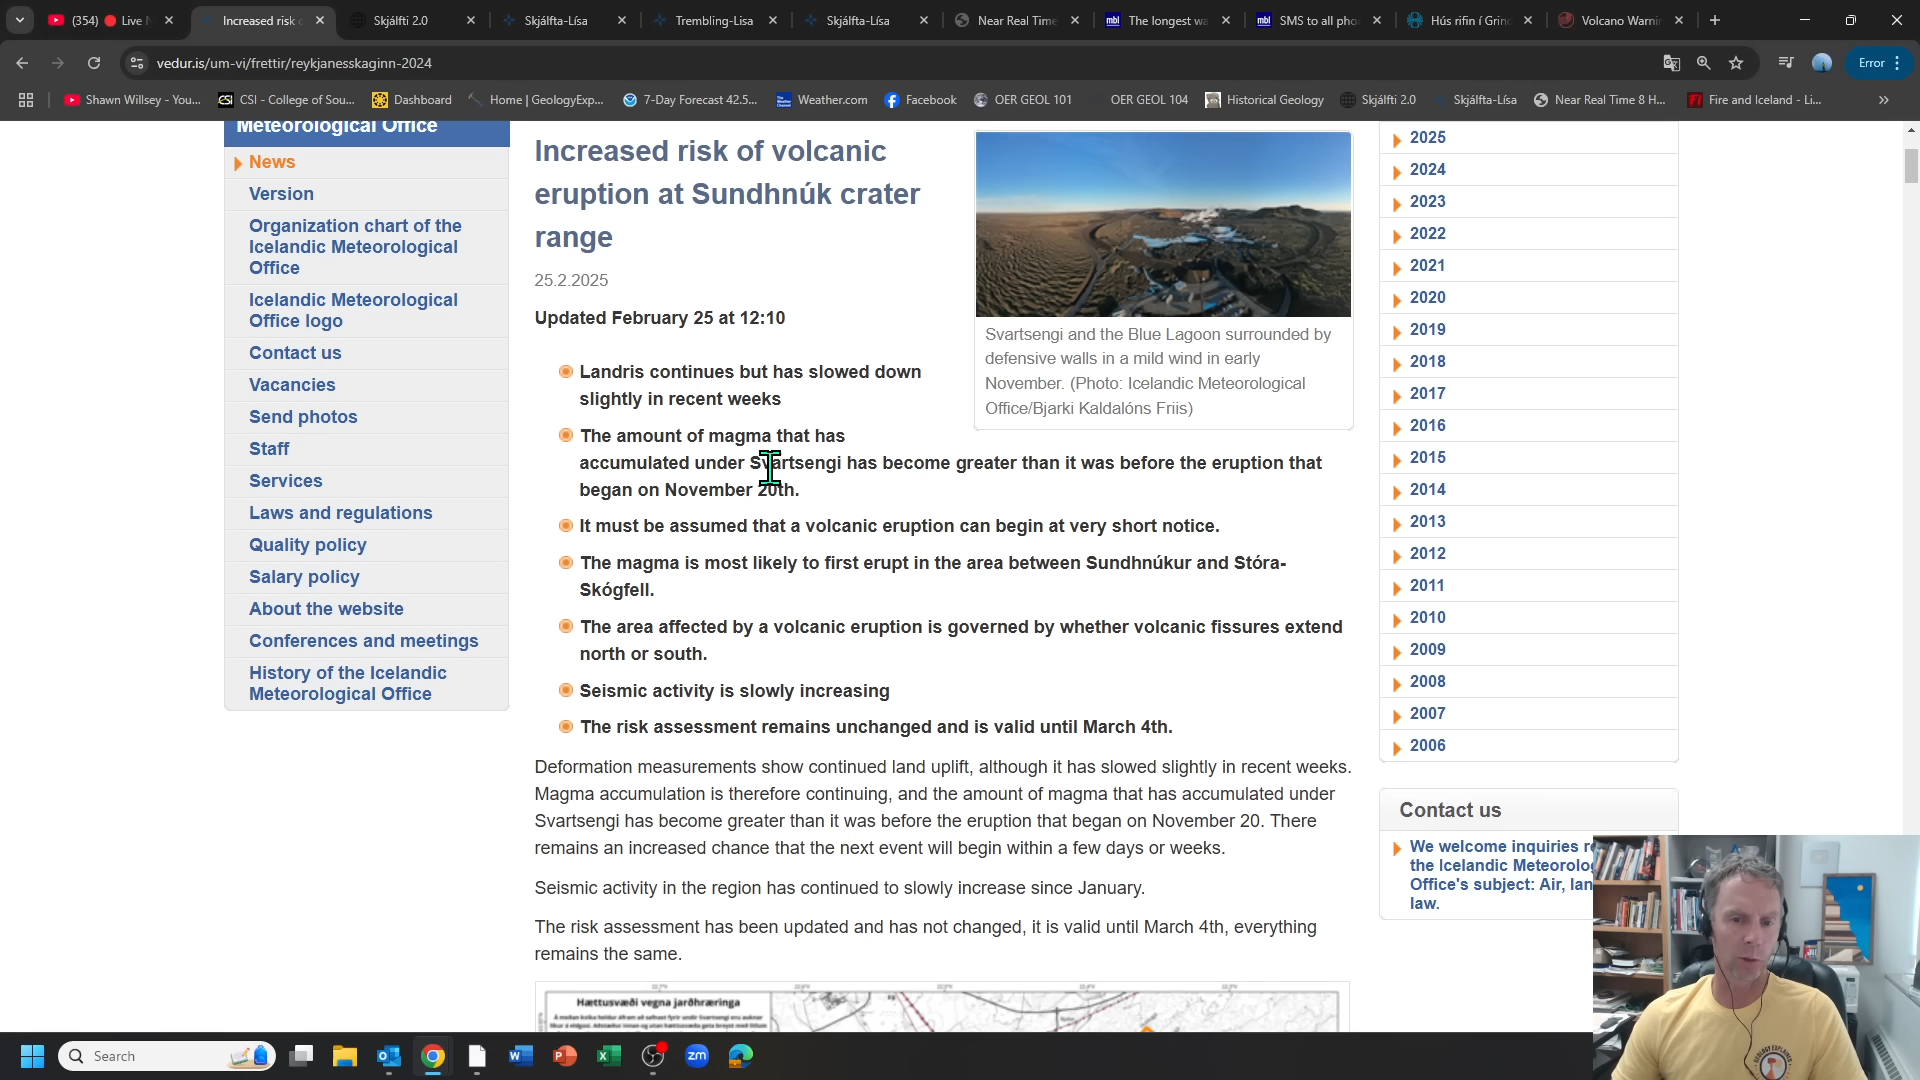 (354) Live
Increased risk
Skjálfti 2.0
Skjálfta-Lísa
Trembling-Lisa
Skjálfta-Lísa
Near Real Time
mbl The longest wa
mbl SMS to all pho
Hús rifin í Grin
Volcano Warni
vedur.is/um-vi/frettir/reykjanesskaginn-2024
Error
Shawn Willsey - You...
CSI - College of Sou...
Dashboard
Home | GeologyExp...
7-Day Forecast 42.5...
Weather.com
Facebook
OER GEOL 101
OER GEOL 104
Historical Geology
Skjálfti 2.0
Skjálfta-Lísa
Near Real Time 8 H...
Fire and Iceland - Li...
Meteorological Office
News
Version
Organization chart of the
Icelandic Meteorological
Office
Icelandic Meteorological
Office logo
Contact us
Vacancies
Send photos
Staff
Services
Laws and regulations
Quality policy
Salary policy
About the website
Conferences and meetings
History of the Icelandic
Meteorological Office
Increased risk of volcanic
eruption at Sundhnúk crater
range
25.2.2025
Updated February 25 at 12:10
Svartsengi and the Blue Lagoon surrounded by
defensive walls in a mild wind in early
November. (Photo: Icelandic Meteorological
Office/Bjarki Kaldalóns Friis)
Landris continues but has slowed down
slightly in recent weeks
The amount of magma that has
accumulated under Svartsengi has become greater than it was before the eruption that
began on November 20th.
It must be assumed that a volcanic eruption can begin at very short notice.
The magma is most likely to first erupt in the area between Sundhnúkur and Stóra-
Skógfell.
The area affected by a volcanic eruption is governed by whether volcanic fissures extend
north or south.
Seismic activity is slowly increasing
The risk assessment remains unchanged and is valid until March 4th.
Deformation measurements show continued land uplift, although it has slowed slightly in recent weeks.
Magma accumulation is therefore continuing, and the amount of magma that has accumulated under
Svartsengi has become greater than it was before the eruption that began on November 20. There
remains an increased chance that the next event will begin within a few days or weeks.
Seismic activity in the region has continued to slowly increase since January.
The risk assessment has been updated and has not changed, it is valid until March 4th, everything
remains the same.
Hættusvæði vegna jarðhræringa
2025
2024
2023
2022
2021
2020
2019
2018
2017
2016
2015
2014
2013
2012
2011
2010
2009
2008
2007
2006
Contact us
We welcome inquiries re
the Icelandic Meteorolog
Office's subject: Air, lan
law.
Search
zm